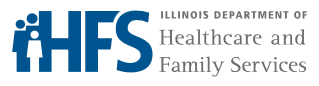 HFS
ILLINOIS DEPARTMENT OF
Healthcare and
Family Services